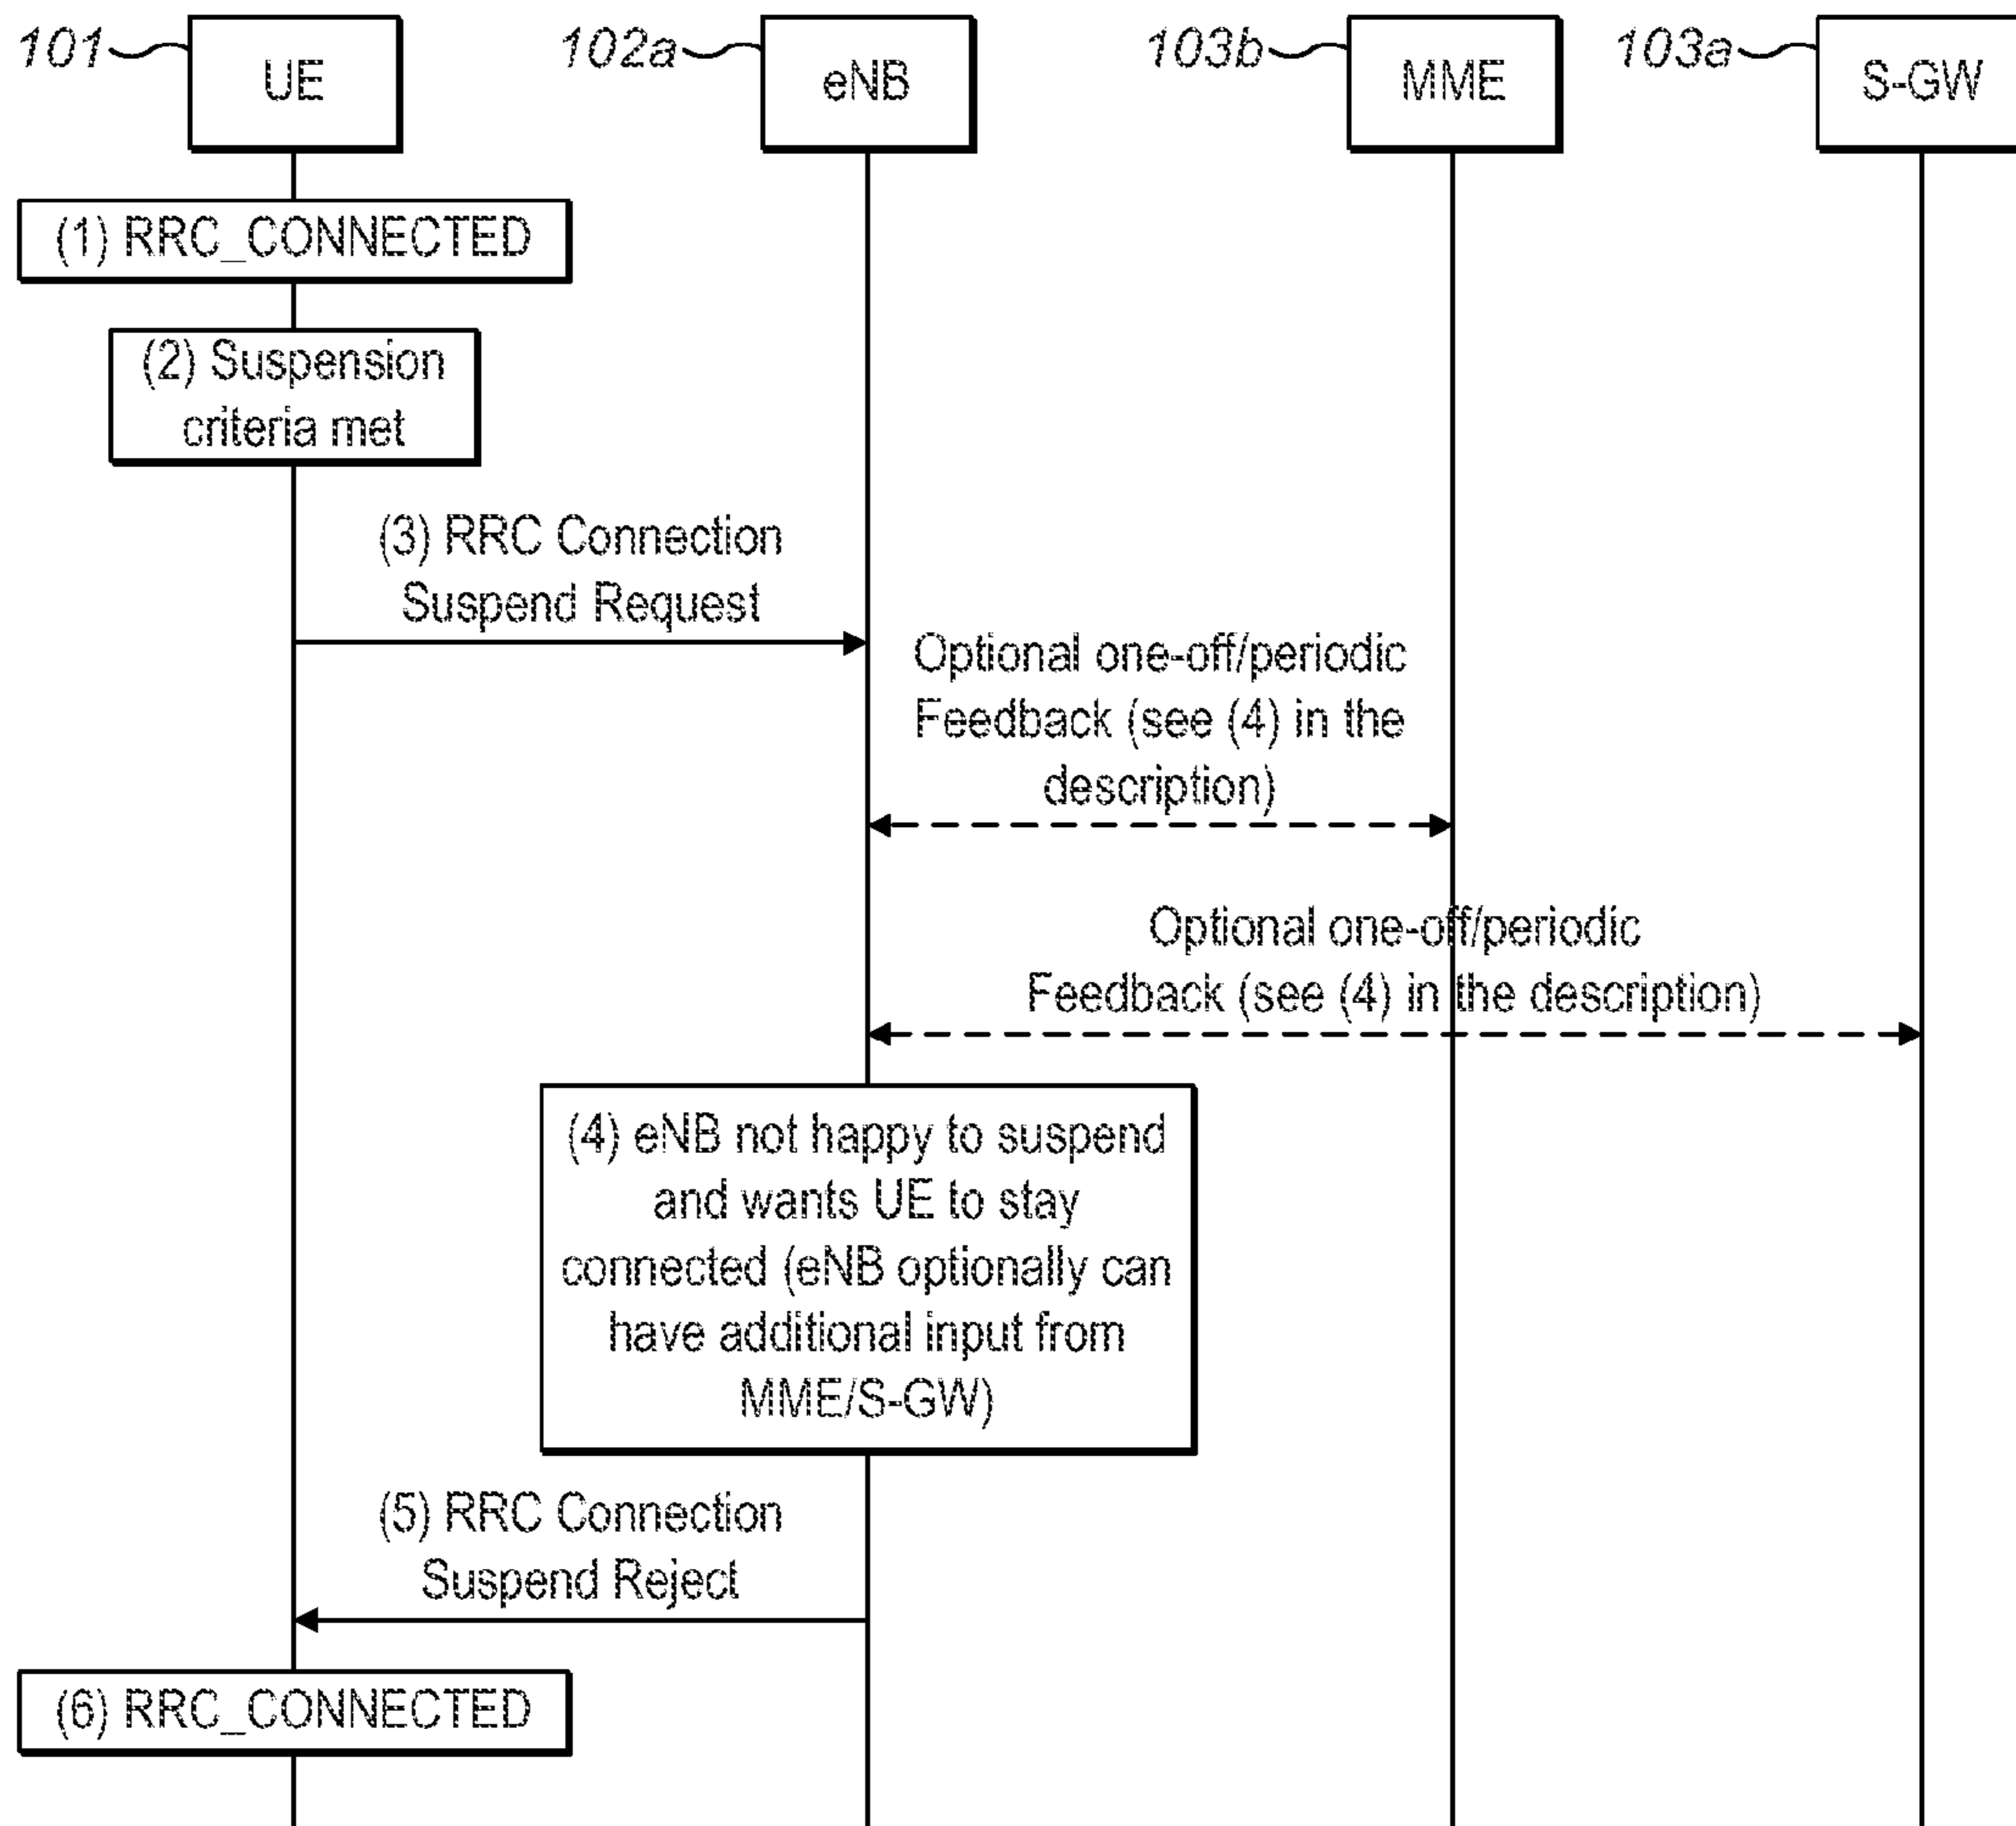 101
UE
102a
eNB
103b
MME
103a
S-GW
(1) RRC_CONNECTED
(2) Suspension
criteria met
(3) RRC Connection
Suspend Request
Optional one-off/periodic
Feedback (see (4) in the
description)
Optional one-off/periodic
Feedback (see (4) in the description)
(4) eNB not happy to suspend
and wants UE to stay
connected (eNB optionally can
have additional input from
MME/S-GW)
(5) RRC Connection
Suspend Reject
(6) RRC_CONNECTED